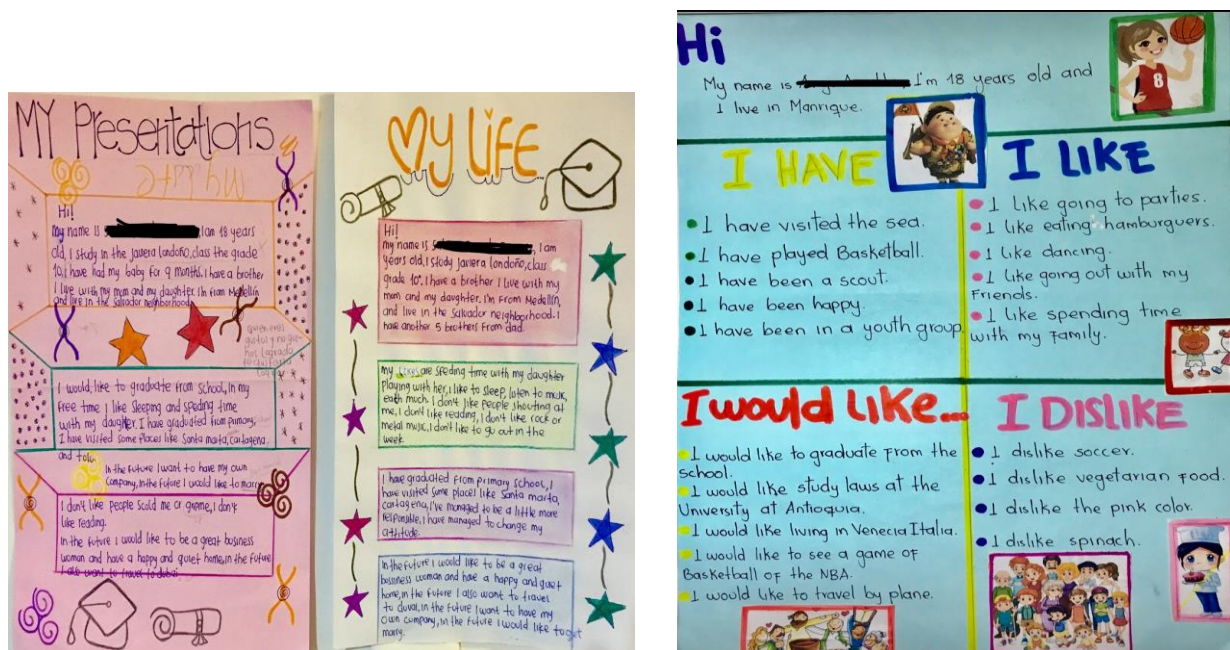 MY Presentations
My Life
Hi!
My name is I am 18 years
old, I study in the Javiera Londoño, class the grade
10, I have had my baby for 9 months. I have a brother
I live with my mom and my daughter I'm from Medellín
and live in the Salvador neighborhood
I would like to graduate from school, in my
free time I like sleeping and speding time
with my daughter. I have graduated from primary,
I have visited some places like Santa marta, cartagena
and tolu
In the future I want to have my own
company, in the future I would like to marry
I don't like people scold me or me, I don't
like reading.
In the future I would like to be a great business
woman and have a happy and quiet home, in the future
I also want to travel to dubai
My LiFE
Hi!
my name is , I am
years old, I study Javiera Londoño, class
grade 10. I have a brother I live with my
mom and my daughter, I'm from Medellín,
and live in the Salvador neighborhood. I
have another 5 brothers from dad.
My Likes are speding time with my daughter
playing with her, I like to sleep, listen to music,
much. I don't like people shouting at
me, I don't like reading, I don't like rock or
metal music, I don't like to go out in the
week.
I have graduated from primary school, I
have visited some places like Santa marta,
cartagena, I've managed to be a little more
responsible, I have managed to change my
attitude.
In the future, I would like to be a great
business woman and have a happy and quiet
home, in the future I also want to travel
to duvai, in the future I want to have my
own company, in the future I would like to get
marry.
Hi
My name is I'm 18 years old and
I live in Manrique.
I HAVE
I have visited the sea.
I have played Basketball.
I have been a scout.
I have been happy.
I have been in a youth group
I LIKE
I like going to parties.
I like eating hamburguers.
I like dancing.
I like going out with my
Friends.
I like spending time
with my Family.
I would Like...
I would like to graduate from the
school.
I would like study laws at the
University at Antioquia.
I would like living in Venecia Italia.
I would like to see a game of
Basketball of the NBA.
I would like to travel by plane.
I DISLIKE
I dislike soccer.
I dislike vegetarian food.
I dislike the pink color.
I dislike spinach.
8